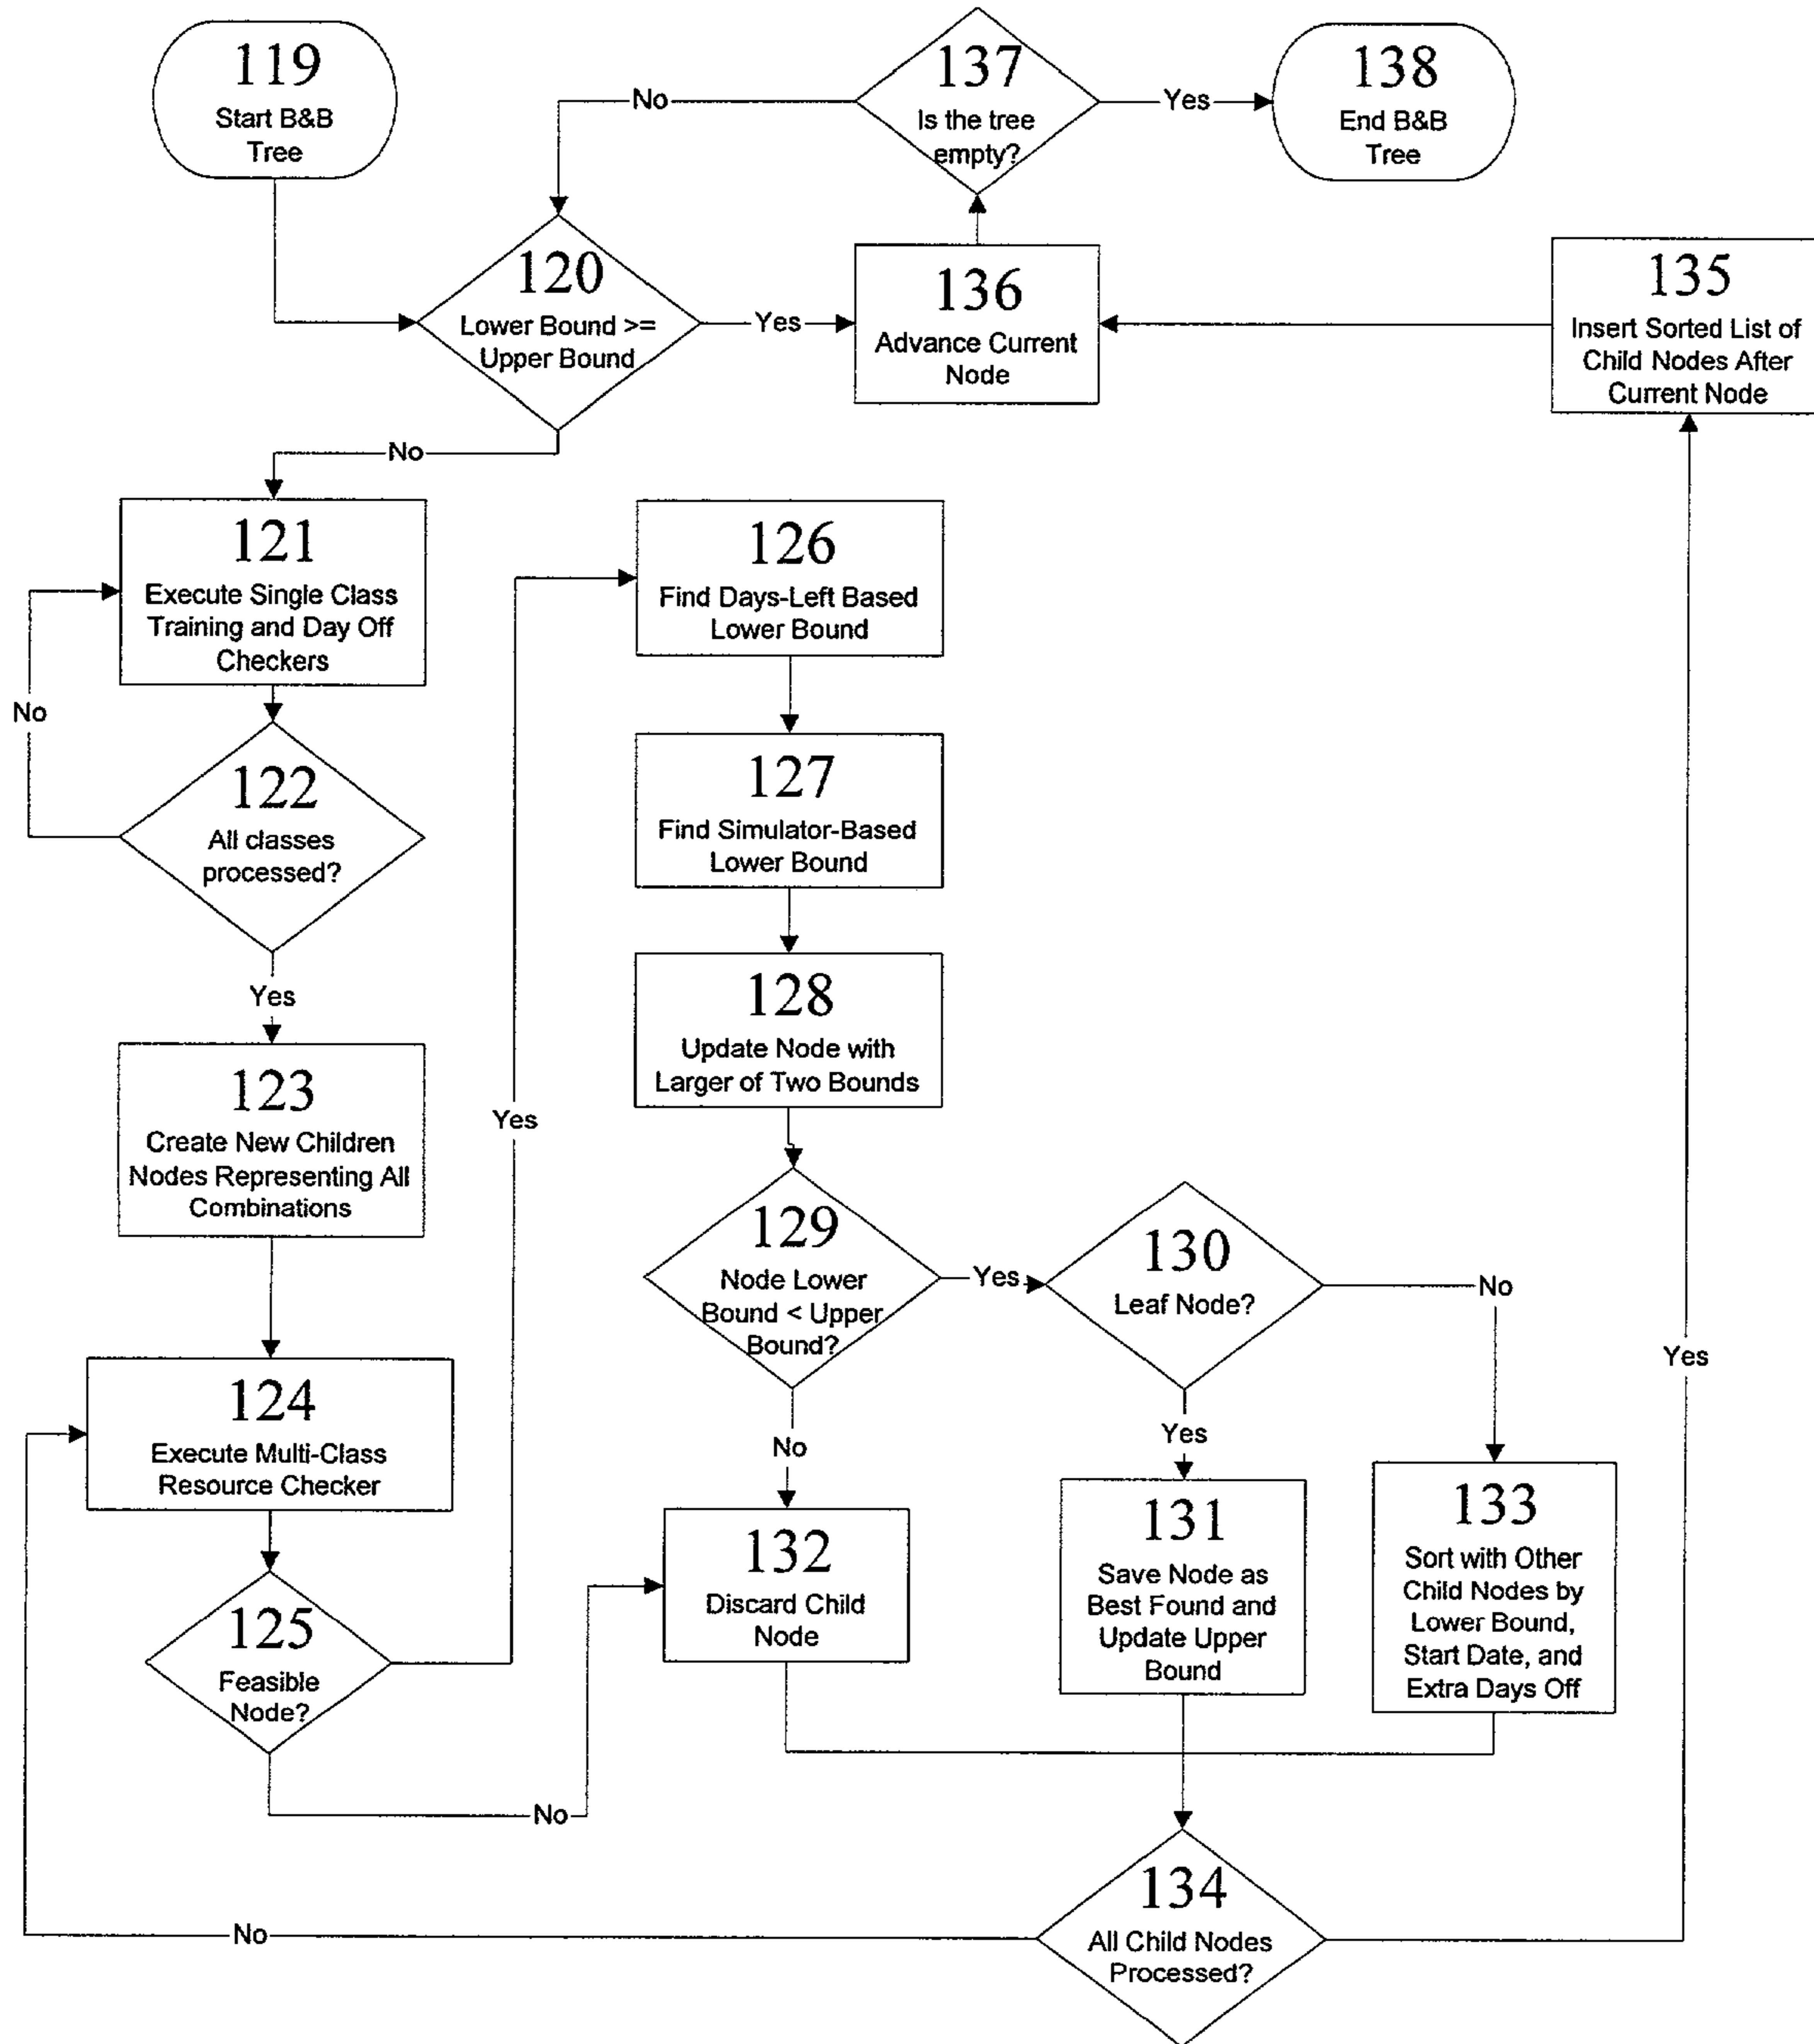 119
Start B&B
Tree
137
Is the tree
empty?
138
End B&B
Tree
No
Yes
120
Lower Bound >=
Upper Bound
Yes
136
Advance Current
Node
135
Insert Sorted List of
Child Nodes After
Current Node
No
121
Execute Single Class
Training and Day Off
Checkers
No
122
All classes
processed?
Yes
123
Create New Children
Nodes Representing All
Combinations
124
Execute Multi-Class
Resource Checker
125
Feasible
Node?
Yes
No
126
Find Days-Left Based
Lower Bound
127
Find Simulator-Based
Lower Bound
128
Update Node with
Larger of Two Bounds
129
Node Lower
Bound < Upper
Bound?
Yes
No
130
Leaf Node?
No
Yes
132
Discard Child
Node
131
Save Node as
Best Found and
Update Upper
Bound
133
Sort with Other
Child Nodes by
Lower Bound,
Start Date, and
Extra Days Off
134
All Child Nodes
Processed?
No
Yes